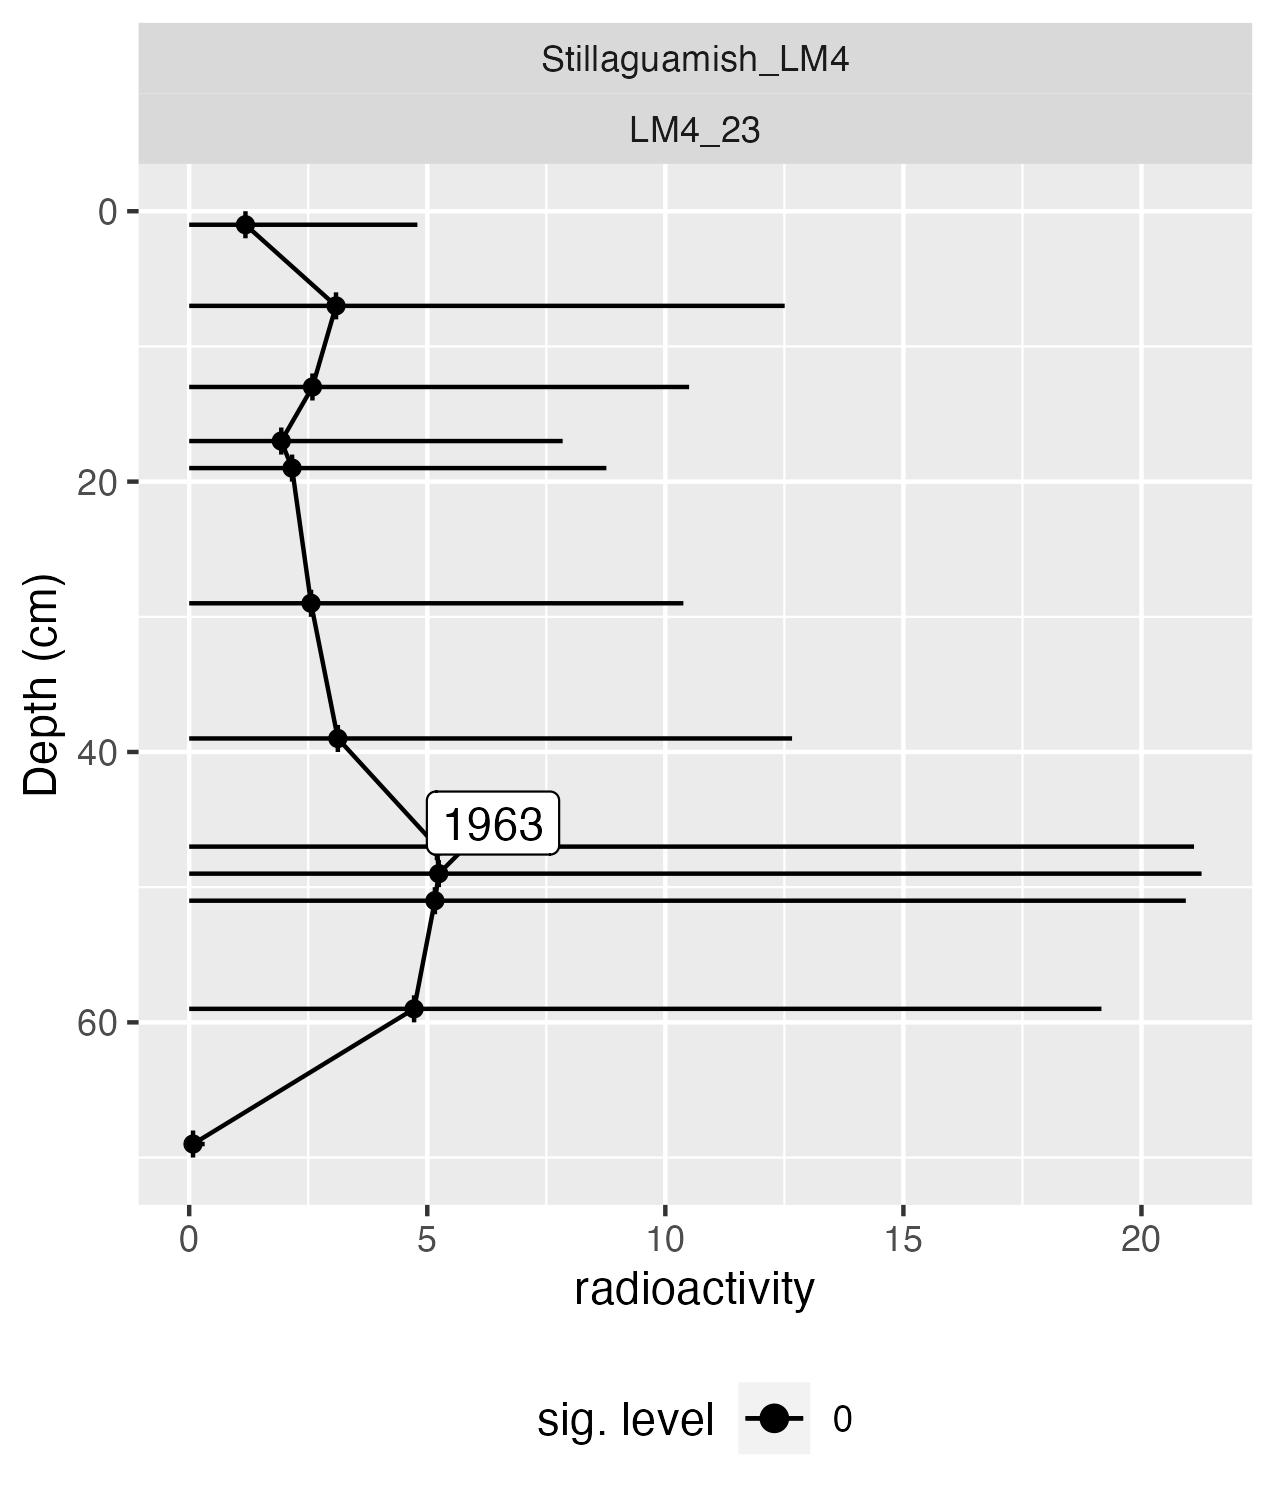 Stillaguamish_LM4
LM4_23
0
20
40
60
Depth (cm)
1963
0 5 10 15 20
radioactivity
sig. level 0